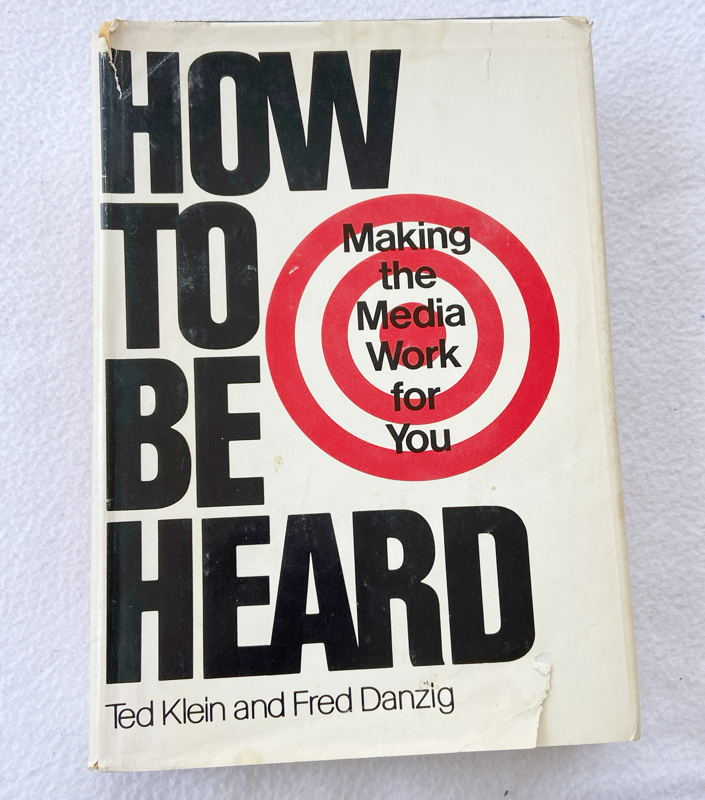 HOW
TO
BE
HEARD
Making
the
Media
Work
for
You
Ted Klein and Fred Danzig